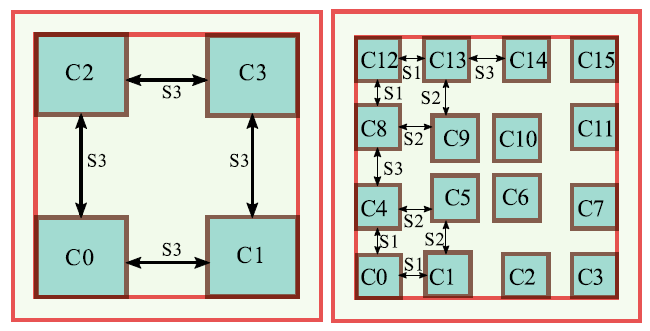 C2 S3 C3
S3 S3
C0 S3 C1
C12 S1 C13 S3 C14 C15
S1 S2
C8 S2 C9 C10 C11
S3
C4 S2 C5 C6 C7
S1 S2
C0 S1 C1 C2 C3